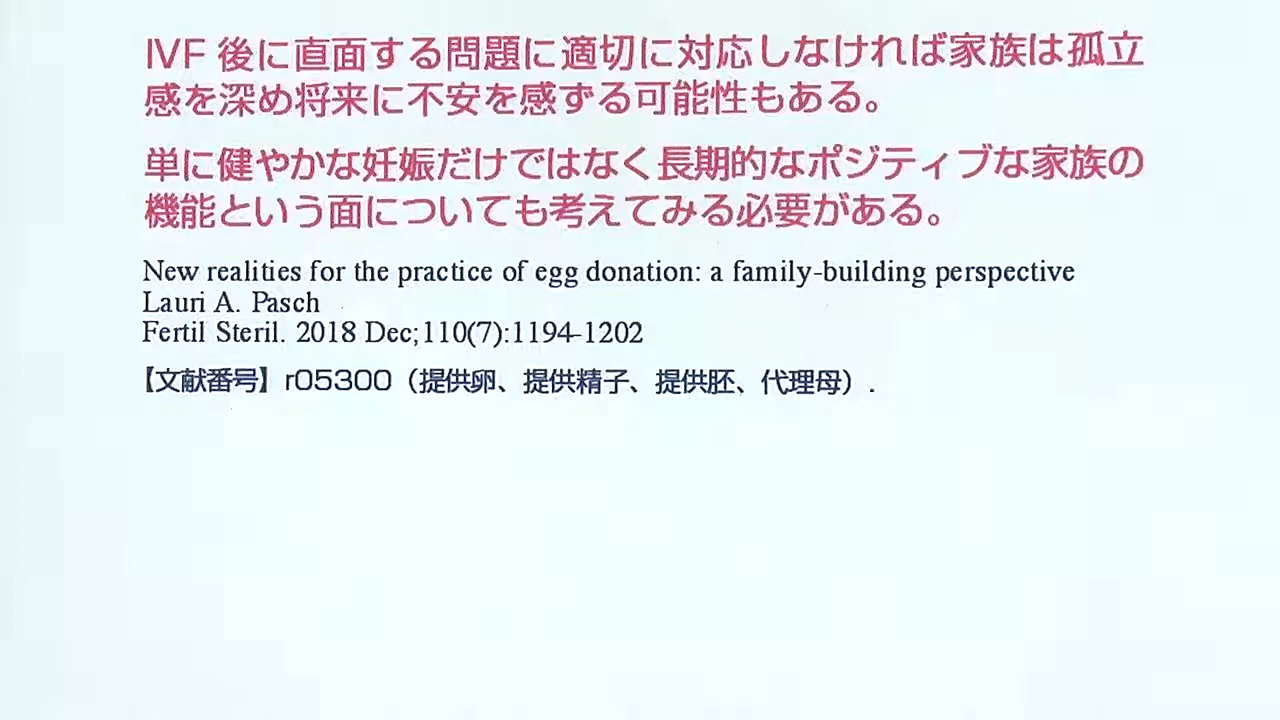 IVF 後に直面する問題に適切に対応しなければ家族は孤立
感を深め将来に不安を感ずる可能性もある。
単に健やかな妊娠だけではなく長期的なポジティブな家族の
機能という面についても考えてみる必要がある。
New realities for the practice of egg donation: a family-building perspective
Lauri A. Pasch
Fertil Steril. 2018 Dec;110(7):1194-1202
【文献番号】r05300（提供卵、提供精子、提供胚、代理母）.